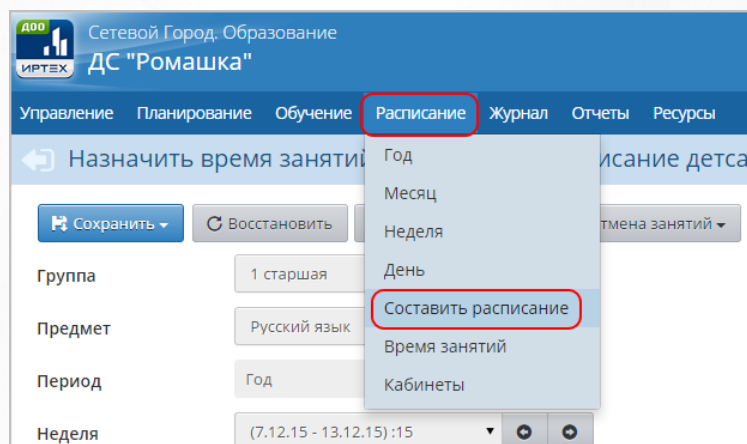 ДОО
ИРТЕХ
Сетевой Город. Образование
ДС "Ромашка"
Управление Планирование Обучение Расписание Журнал Отчеты Ресурсы
Назначить время заняти исание детса
Год
Месяц
Неделя
День
Составить расписание
Время занятий
Кабинеты
Сохранить Восстановить тмена занятий
Группа 1 старшая
Предмет Русский язык
Период Год
Неделя (7.12.15 - 13.12.15) :15